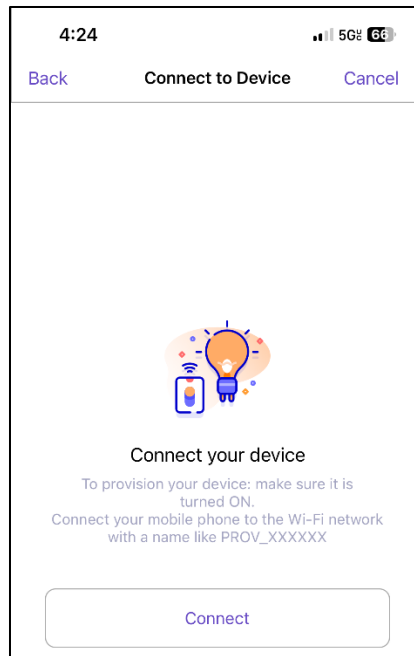 4:24 5G 66
Back Connect to Device Cancel
Connect your device
To provision your device: make sure it is
turned ON.
Connect your mobile phone to the Wi-Fi network
with a name like PROV_XXXXXX
Connect